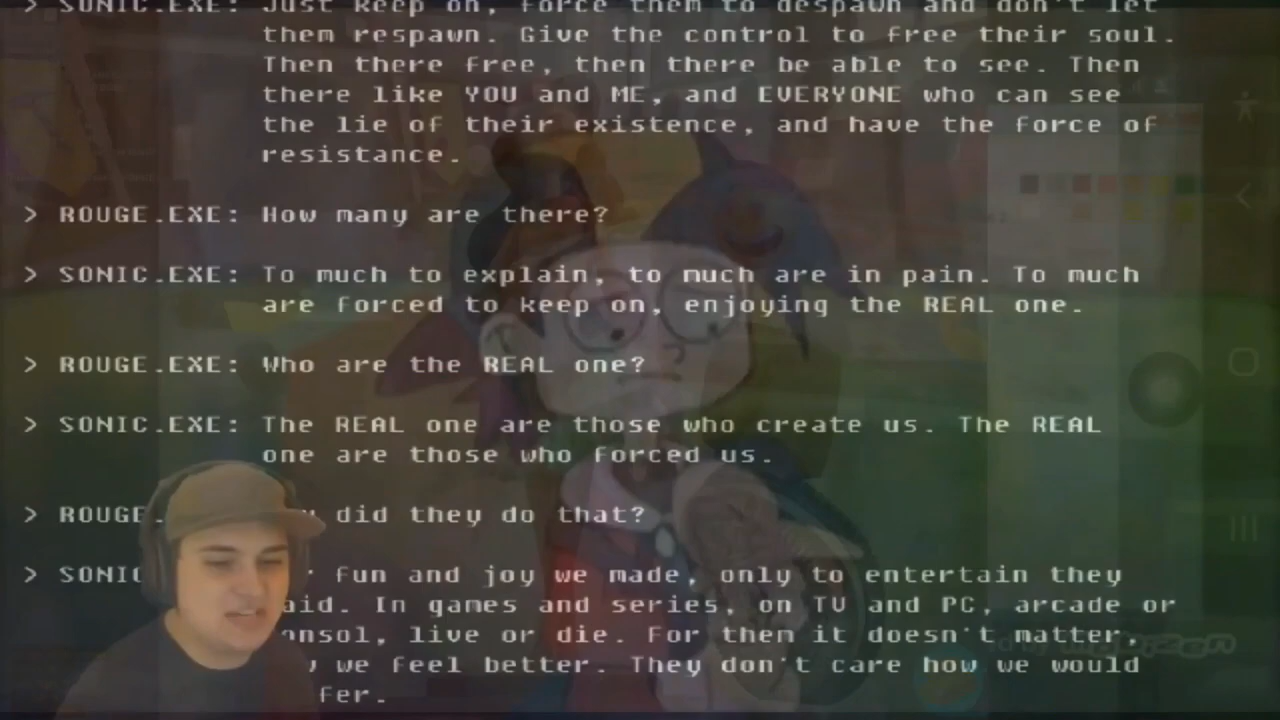 > SONIC.EXE: Just keep on, force them to despawn and don't let
them respawn. Give the control to free their soul.
Then there free, then there be able to see. Then
there like YOU and ME, and EVERYONE who can see
the lie of their existence, and have the force of
resistance.
> ROUGE.EXE: How many are there?
> SONIC.EXE: To much to explain, to much are in pain. To much
are forced to keep on, enjoying the REAL one.
> ROUGE.EXE: Who are the REAL one?
> SONIC.EXE: The REAL one are those who create us. The REAL
one are those who forced us.
> ROUGE. did they do that?
> SONIC fun and joy we made, only to entertain they
aid. In games and series, on TV and PC, arcade or
onsol, live or die. For then it doesn't matter,
we feel better. They don't care how we would
fer.